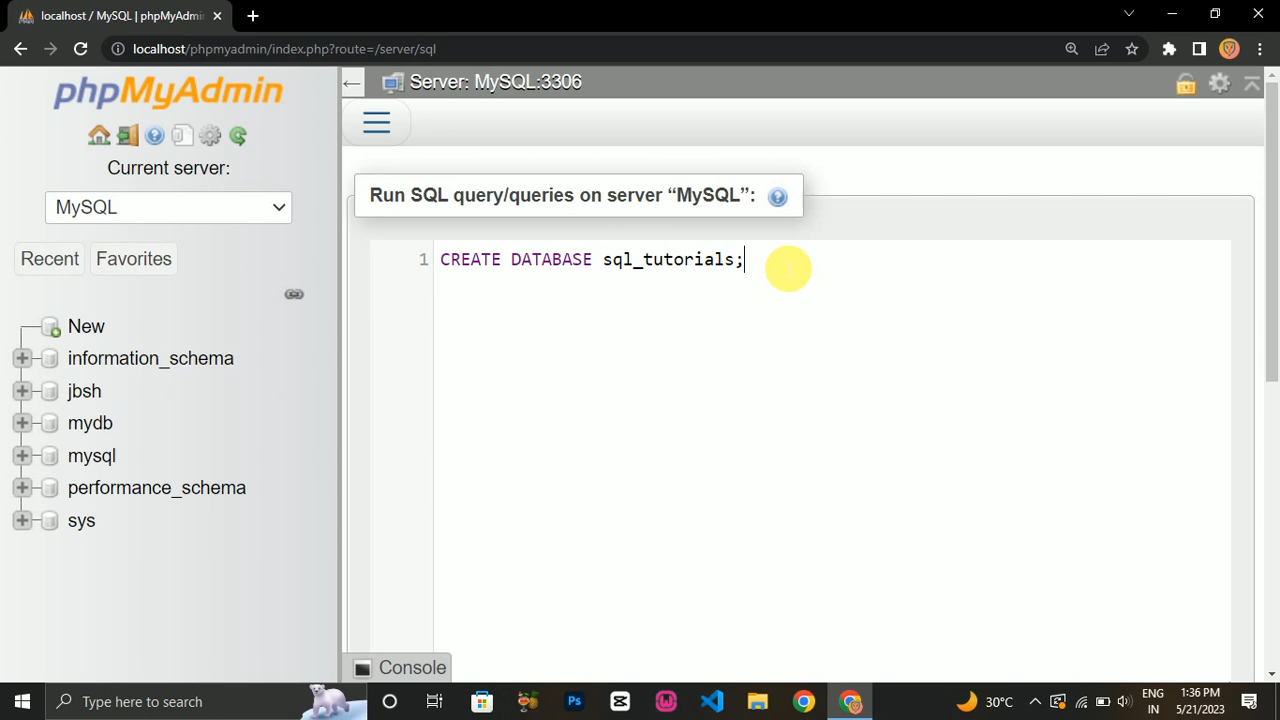 localhost / MySQL | phpMyAdmin
localhost/phpmyadmin/index.php?route=/server/sql
phpMyAdmin
Server: MySQL:3306
Current server:
MySQL
Run SQL query/queries on server “MySQL”:
Recent Favorites
1 CREATE DATABASE sql_tutorials;
New
information_schema
jbsh
mydb
mysql
performance_schema
sys
Console
Type here to search
Ps
30°C
ENG
IN
1:36 PM
5/21/2023